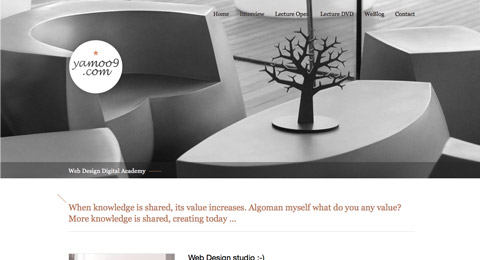 Home Interview Lecture Open Lecture DVD WeBlog Contact
yamoo9
.com
Web Design Digital Academy
When knowledge is shared, its value increases. Algoman myself what do you any value?
More knowledge is shared, creating today ...
Web Design studio :-)